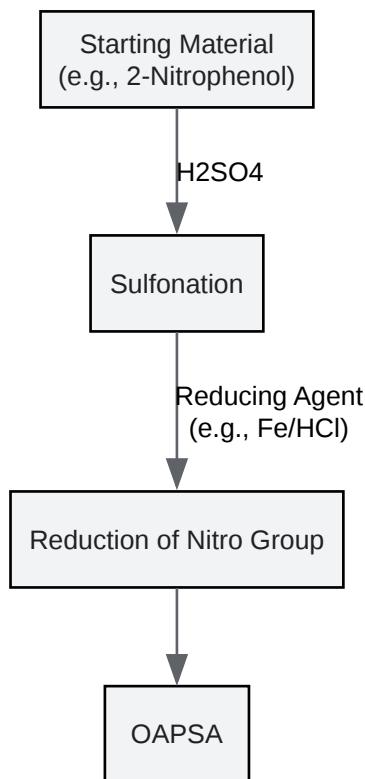 Starting Material
(e.g., 2-Nitrophenol)
H2SO4
Sulfonation
Reducing Agent
(e.g., Fe/HCl)
Reduction of Nitro Group
OAPSA